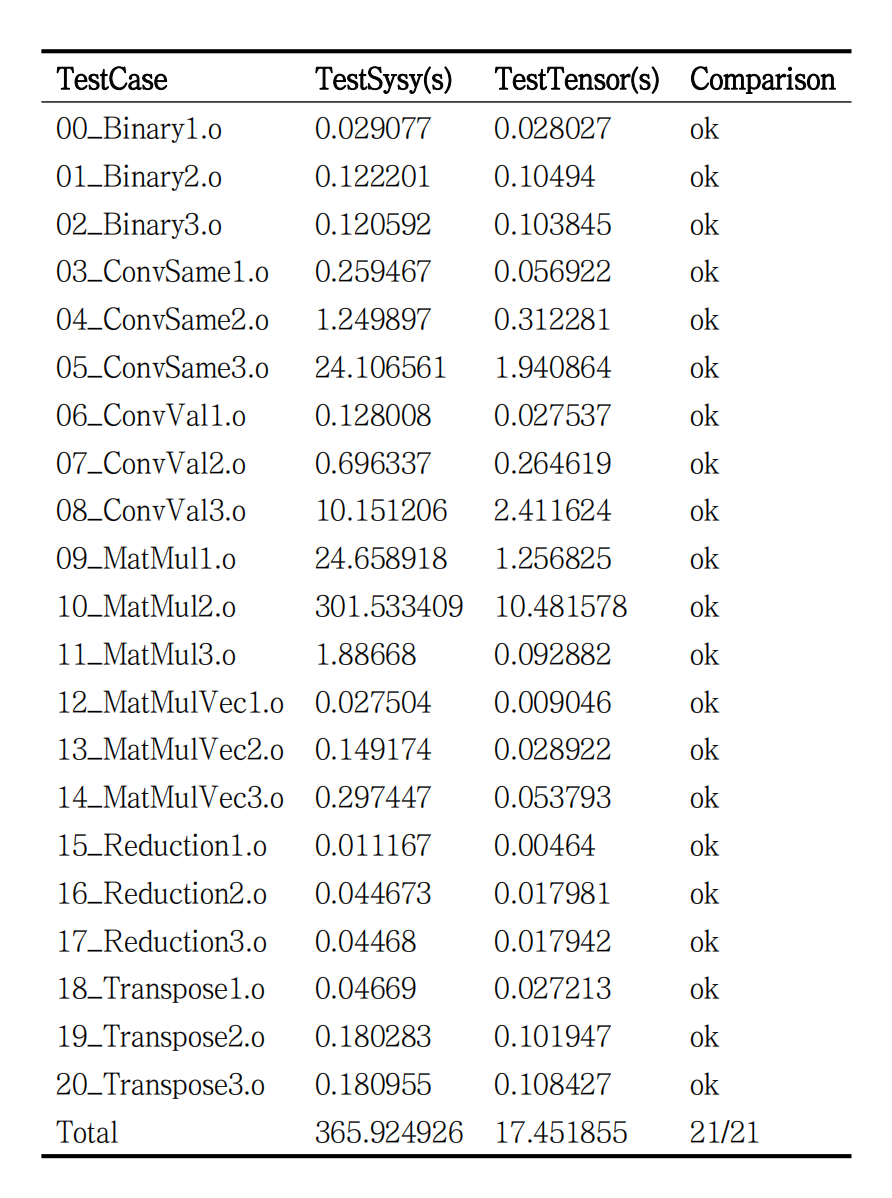 TestCase TestSysy(s) TestTensor(s) Comparison
00_Binary1.o 0.029077 0.028027 ok
01_Binary2.o 0.122201 0.10494 ok
02_Binary3.o 0.120592 0.103845 ok
03_ConvSame1.o 0.259467 0.056922 ok
04_ConvSame2.o 1.249897 0.312281 ok
05_ConvSame3.o 24.106561 1.940864 ok
06_ConvVal1.o 0.128008 0.027537 ok
07_ConvVal2.o 0.696337 0.264619 ok
08_ConvVal3.o 10.151206 2.411624 ok
09_MatMul1.o 24.658918 1.256825 ok
10_MatMul2.o 301.533409 10.481578 ok
11_MatMul3.o 1.88668 0.092882 ok
12_MatMulVec1.o 0.027504 0.009046 ok
13_MatMulVec2.o 0.149174 0.028922 ok
14_MatMulVec3.o 0.297447 0.053793 ok
15_Reduction1.o 0.011167 0.00464 ok
16_Reduction2.o 0.044673 0.017981 ok
17_Reduction3.o 0.04468 0.017942 ok
18_Transpose1.o 0.04669 0.027213 ok
19_Transpose2.o 0.180283 0.101947 ok
20_Transpose3.o 0.180955 0.108427 ok
Total 365.924926 17.451855 21/21